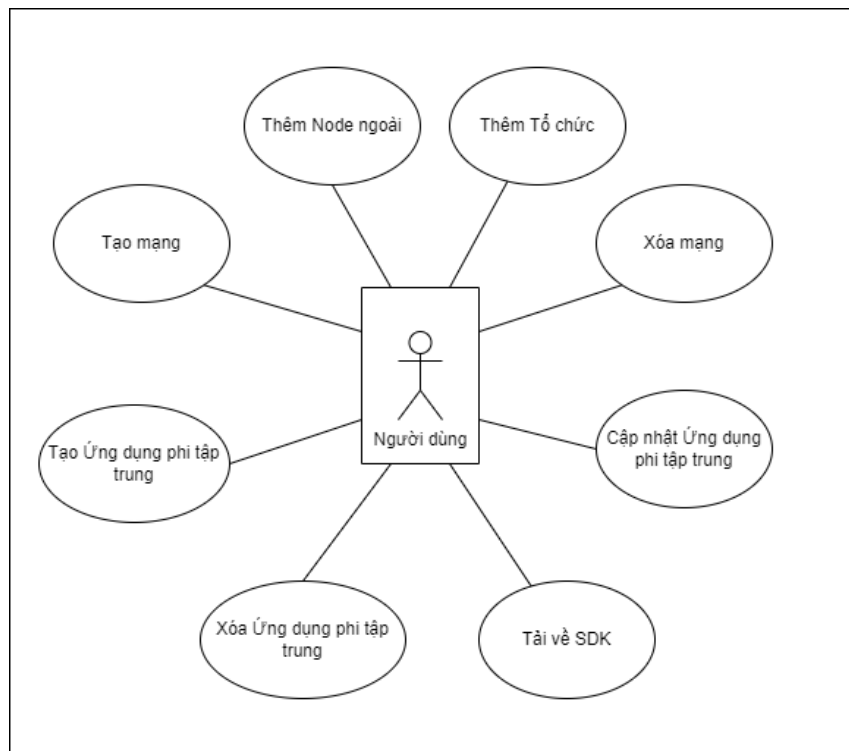 Thêm Node ngoài
Thêm Tổ chức
Tạo mạng
Xóa mạng
Người dùng
Tạo Ứng dụng phi tập
trung
Cập nhật Ứng dụng
phi tập trung
Xóa Ứng dụng phi tập
trung
Tải về SDK